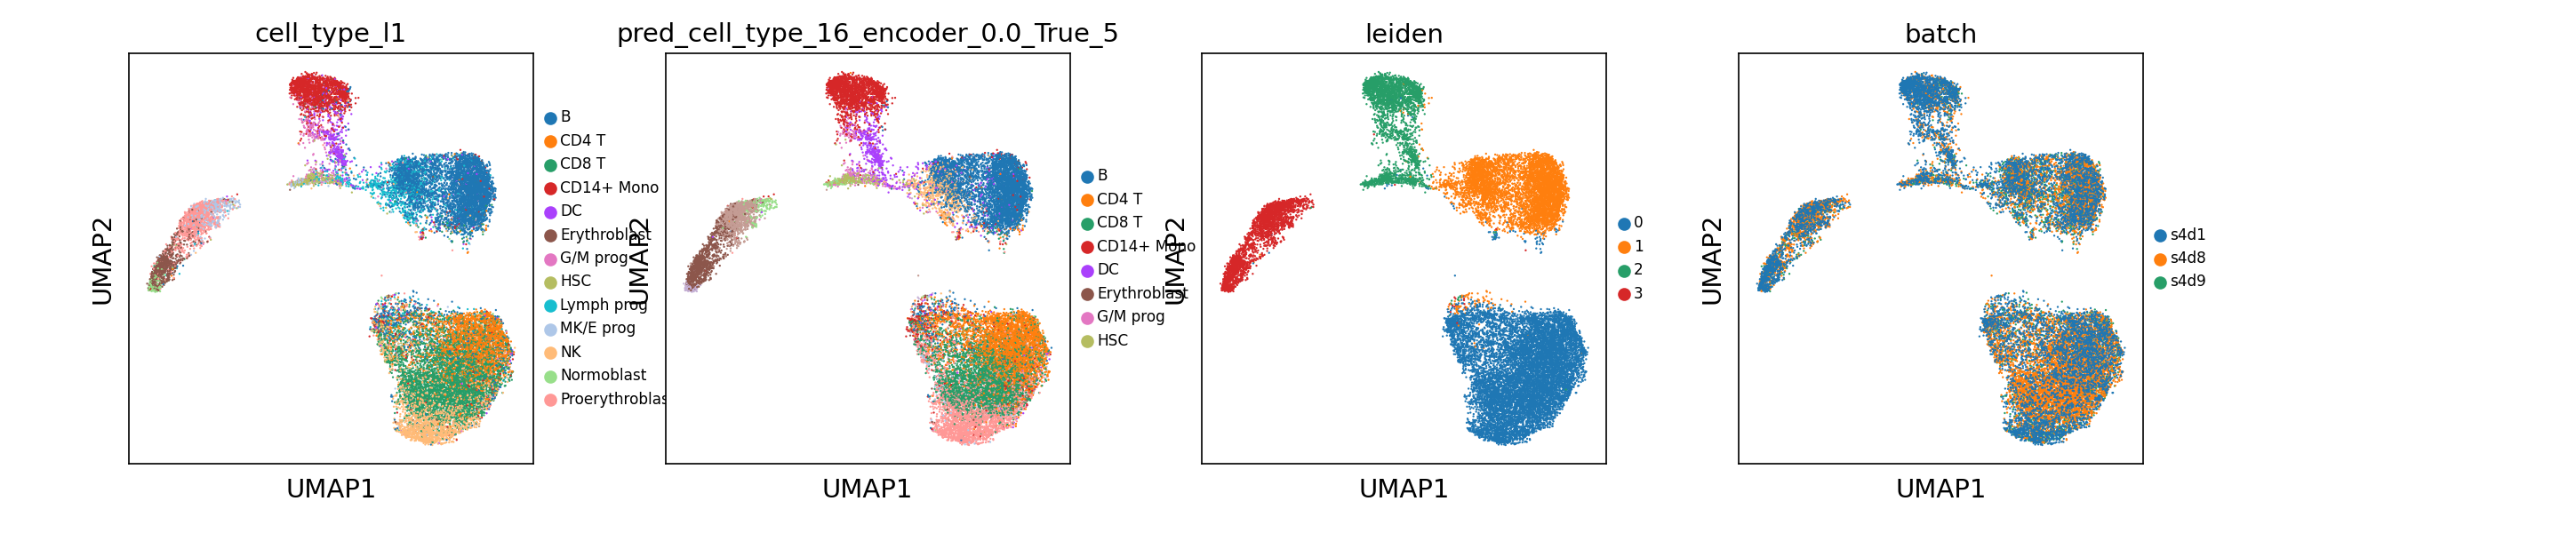 cell_type_l1
UMAP2
UMAP1
B
CD4 T
CD8 T
CD14+ Mono
DC
Erythroblast
G/M prog
HSC
Lymph prog
MK/E prog
NK
Normoblast
Proerythroblas
pred_cell_type_16_encoder_0.0_True_5
UMAP2
UMAP1
B
CD4 T
CD8 T
CD14+ Mono
DC
Erythroblast
G/M prog
HSC
leiden
UMAP2
UMAP1
0
1
2
3
batch
UMAP2
UMAP1
s4d1
s4d8
s4d9